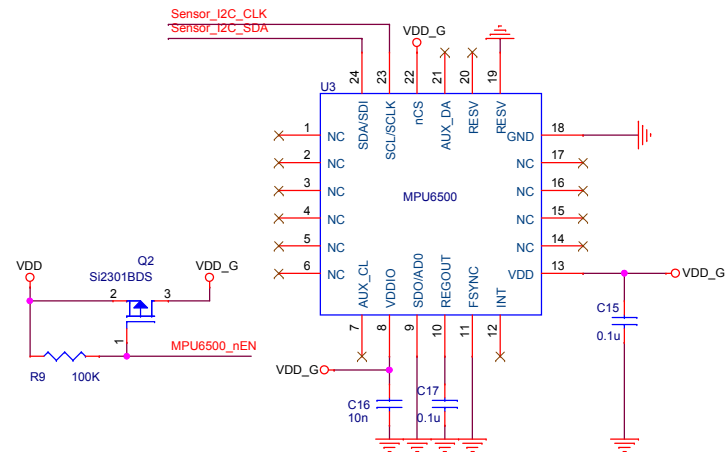 Sensor_I2C_CLK
Sensor_I2C_SDA
VDD_G
24
23
22
21
20
19
U3
SDA/SDI
SCL/SCLK
nCS
AUX_DA
RESV
RESV
1 NC
2 NC
3 NC
4 NC
5 NC
6 NC
GND 18
NC 17
NC 16
NC 15
NC 14
VDD 13
MPU6500
VDD_G
AUX_CL
VDDIO
SDO/AD0
REGOUT
FSYNC
INT
7
8
9
10
11
12
VDD
Q2
Si2301BDS
VDD_G
2
3
1
MPU6500_nEN
R9 100K
VDD_G
C16
10n
C17
0.1u
C15
0.1u